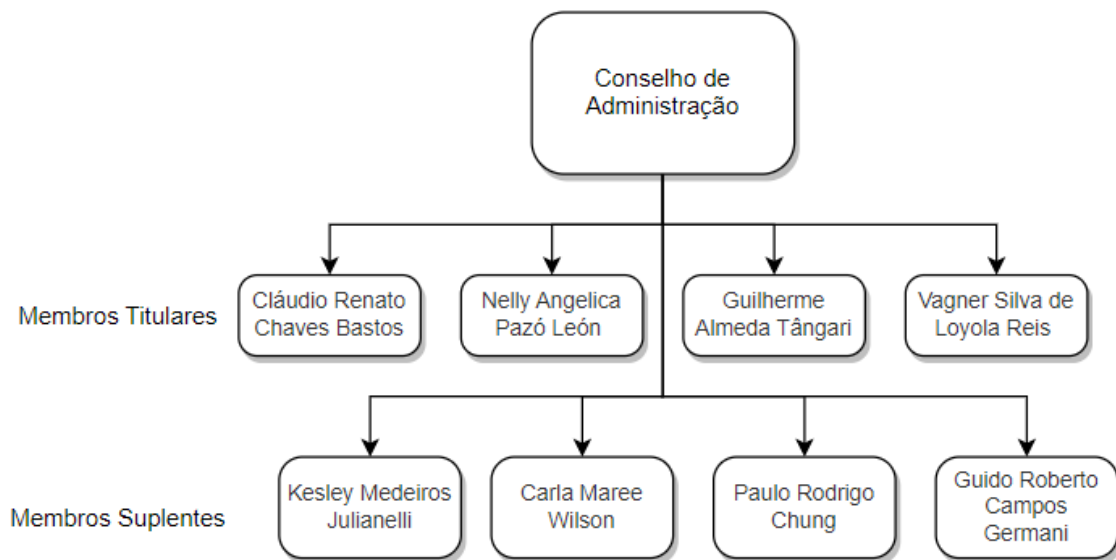 Conselho de
Administração
Membros Titulares
Cláudio Renato
Chaves Bastos
Nelly Angelica
Pazó León
Guilherme
Almeda Tângari
Vagner Silva de
Loyola Reis
Membros Suplentes
Kesley Medeiros
Julianelli
Carla Maree
Wilson
Paulo Rodrigo
Chung
Guido Roberto
Campos
Germani